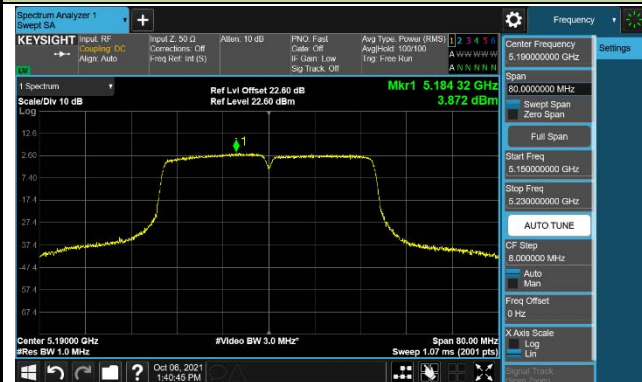 Spectrum Analyzer 1
Swept SA
Frequency
KEYSIGHT
Input: RF
Coupling: DC
Align: Auto
Input Z: 50 Ω
Corrections: Off
Freq Ref: Int (S)
Atten: 10 dB
PNO: Fast
Gate: Off
IF Gain: Low
Sig Track: Off
Avg Type: Power (RMS)
Avg|Hold: 100/100
Trig: Free Run
1 2 3 4 5 6
A W W W W W
A N N N N N
LM
1 Spectrum
Scale/Div 10 dB
Ref Lvl Offset 22.60 dB
Ref Level 22.60 dBm
Mkr1 5.184 32 GHz
3.872 dBm
Log
1
12.6
2.60
-7.40
-17.4
-27.4
-37.4
-47.4
-57.4
-67.4
Center 5.19000 GHz
#Res BW 1.0 MHz
#Video BW 3.0 MHz*
Span 80.00 MHz
Sweep 1.07 ms (2001 pts)
Oct 06, 2021
1:40:45 PM
Center Frequency
5.190000000 GHz
Settings
Span
80.0000000 MHz
Swept Span
Zero Span
Full Span
Start Freq
5.150000000 GHz
Stop Freq
5.230000000 GHz
AUTO TUNE
CF Step
8.000000 MHz
Auto
Man
Freq Offset
0 Hz
X Axis Scale
Log
Lin
Signal Track
(Span Zoom)